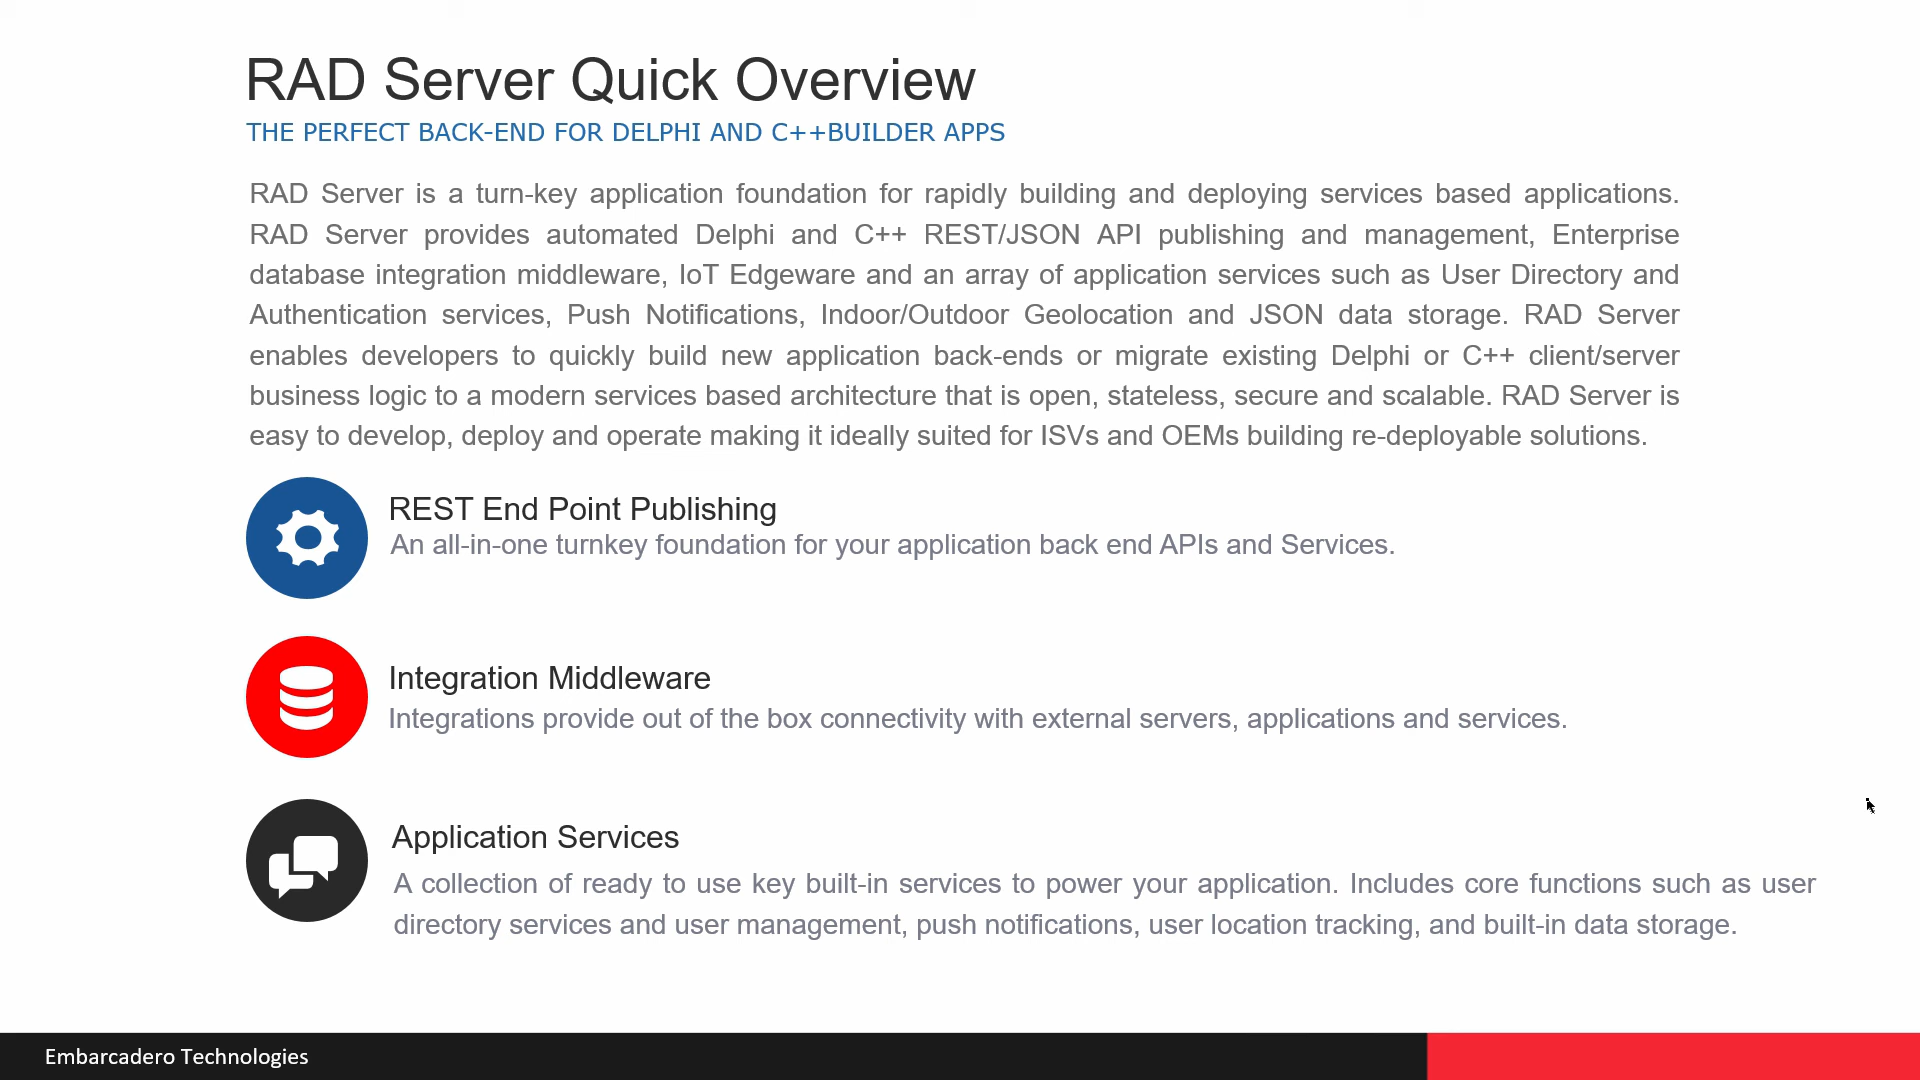 RAD Server Quick Overview
THE PERFECT BACK-END FOR DELPHI AND C++BUILDER APPS
RAD Server is a turn-key application foundation for rapidly building and deploying services based applications.
RAD Server provides automated Delphi and C++ REST/JSON API publishing and management, Enterprise
database integration middleware, IoT Edgeware and an array of application services such as User Directory and
Authentication services, Push Notifications, Indoor/Outdoor Geolocation and JSON data storage. RAD Server
enables developers to quickly build new application back-ends or migrate existing Delphi or C++ client/server
business logic to a modern services based architecture that is open, stateless, secure and scalable. RAD Server is
easy to develop, deploy and operate making it ideally suited for ISVs and OEMs building re-deployable solutions.
REST End Point Publishing
An all-in-one turnkey foundation for your application back end APIs and Services.
Integration Middleware
Integrations provide out of the box connectivity with external servers, applications and services.
Application Services
A collection of ready to use key built-in services to power your application. Includes core functions such as user
directory services and user management, push notifications, user location tracking, and built-in data storage.
Embarcadero Technologies